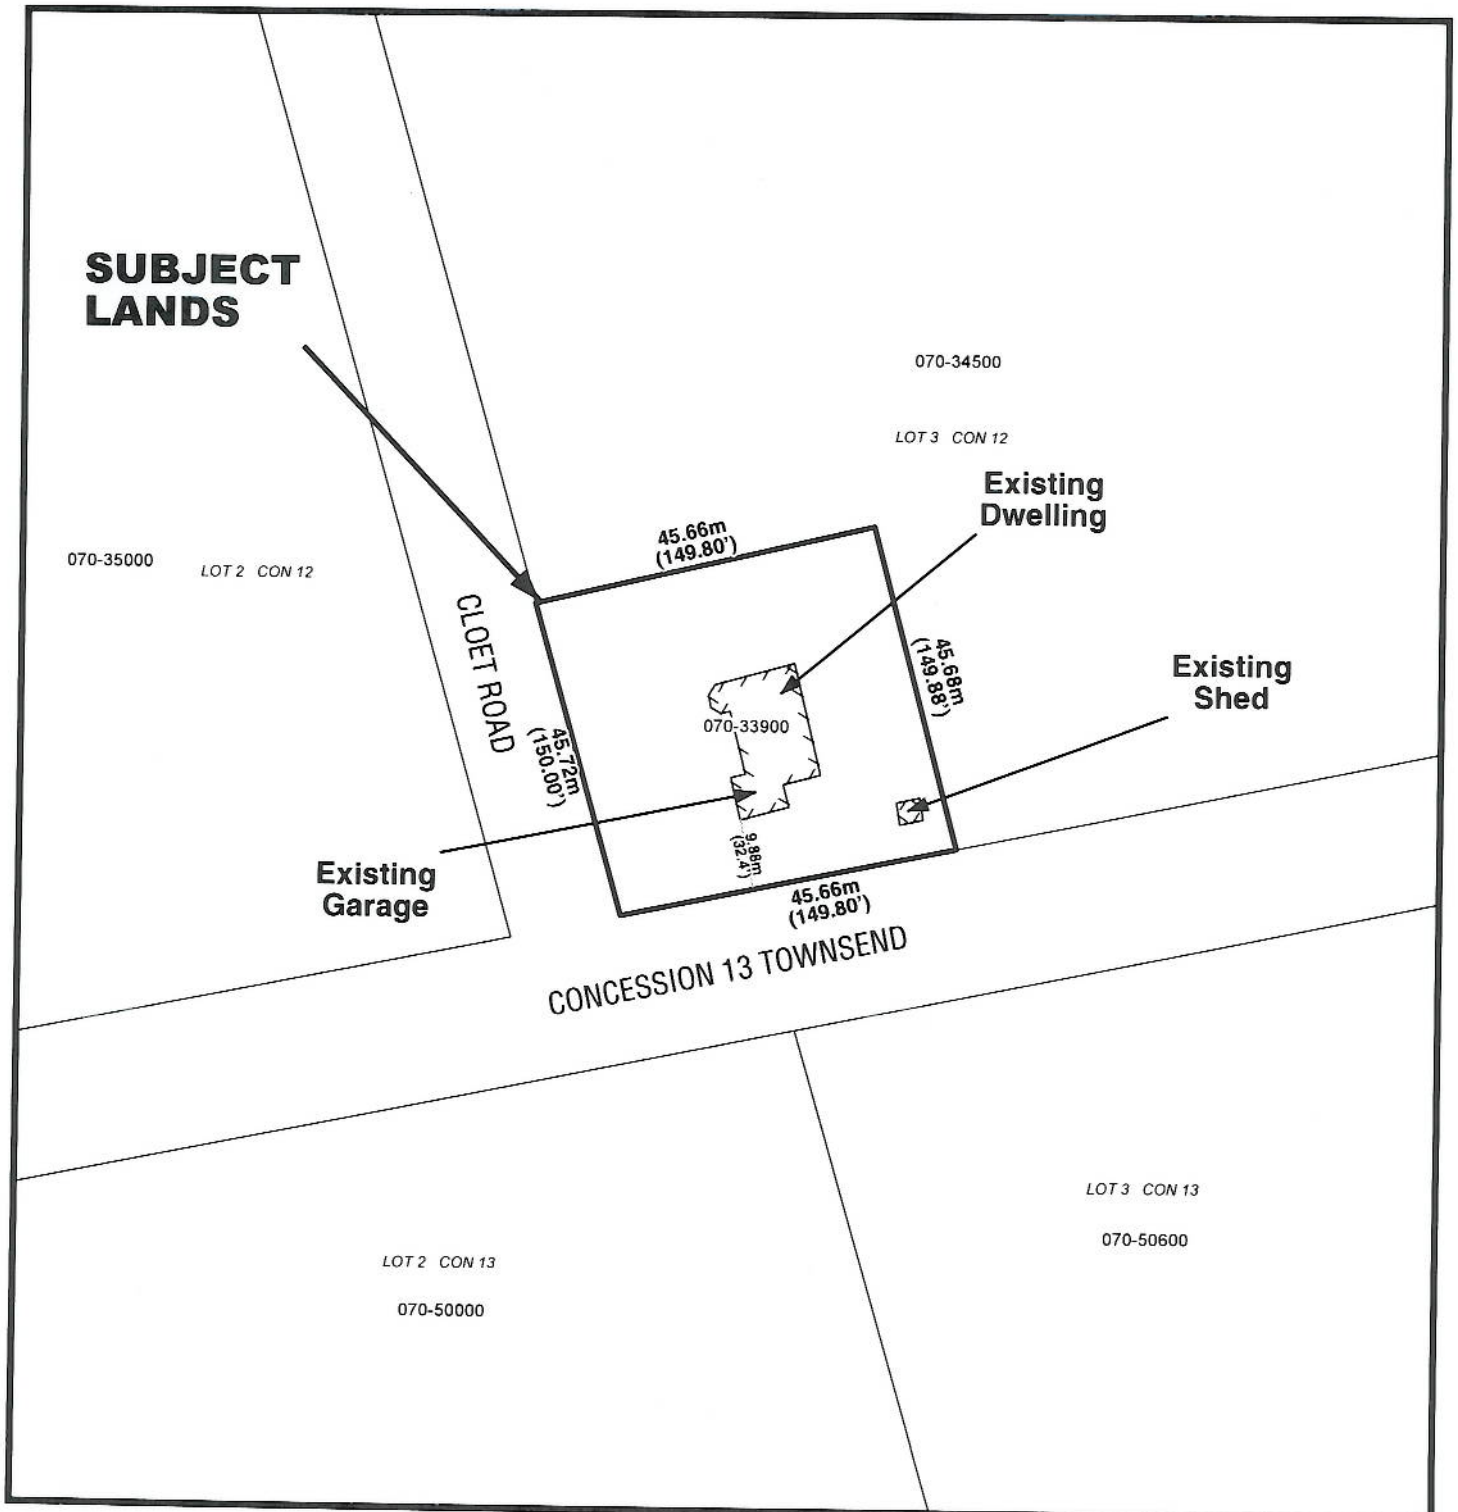 SUBJECT
LANDS
070-34500
LOT 3 CON 12
Existing
Dwelling
45.66m
(149.80')
070-35000
LOT 2 CON 12
CLOET ROAD
45.68m
(149.88')
Existing
Shed
070-33900
45.72m
(150.00')
9.88m
(32.4')
Existing
Garage
45.66m
(149.80')
CONCESSION 13 TOWNSEND
LOT 3 CON 13
070-50600
LOT 2 CON 13
070-50000